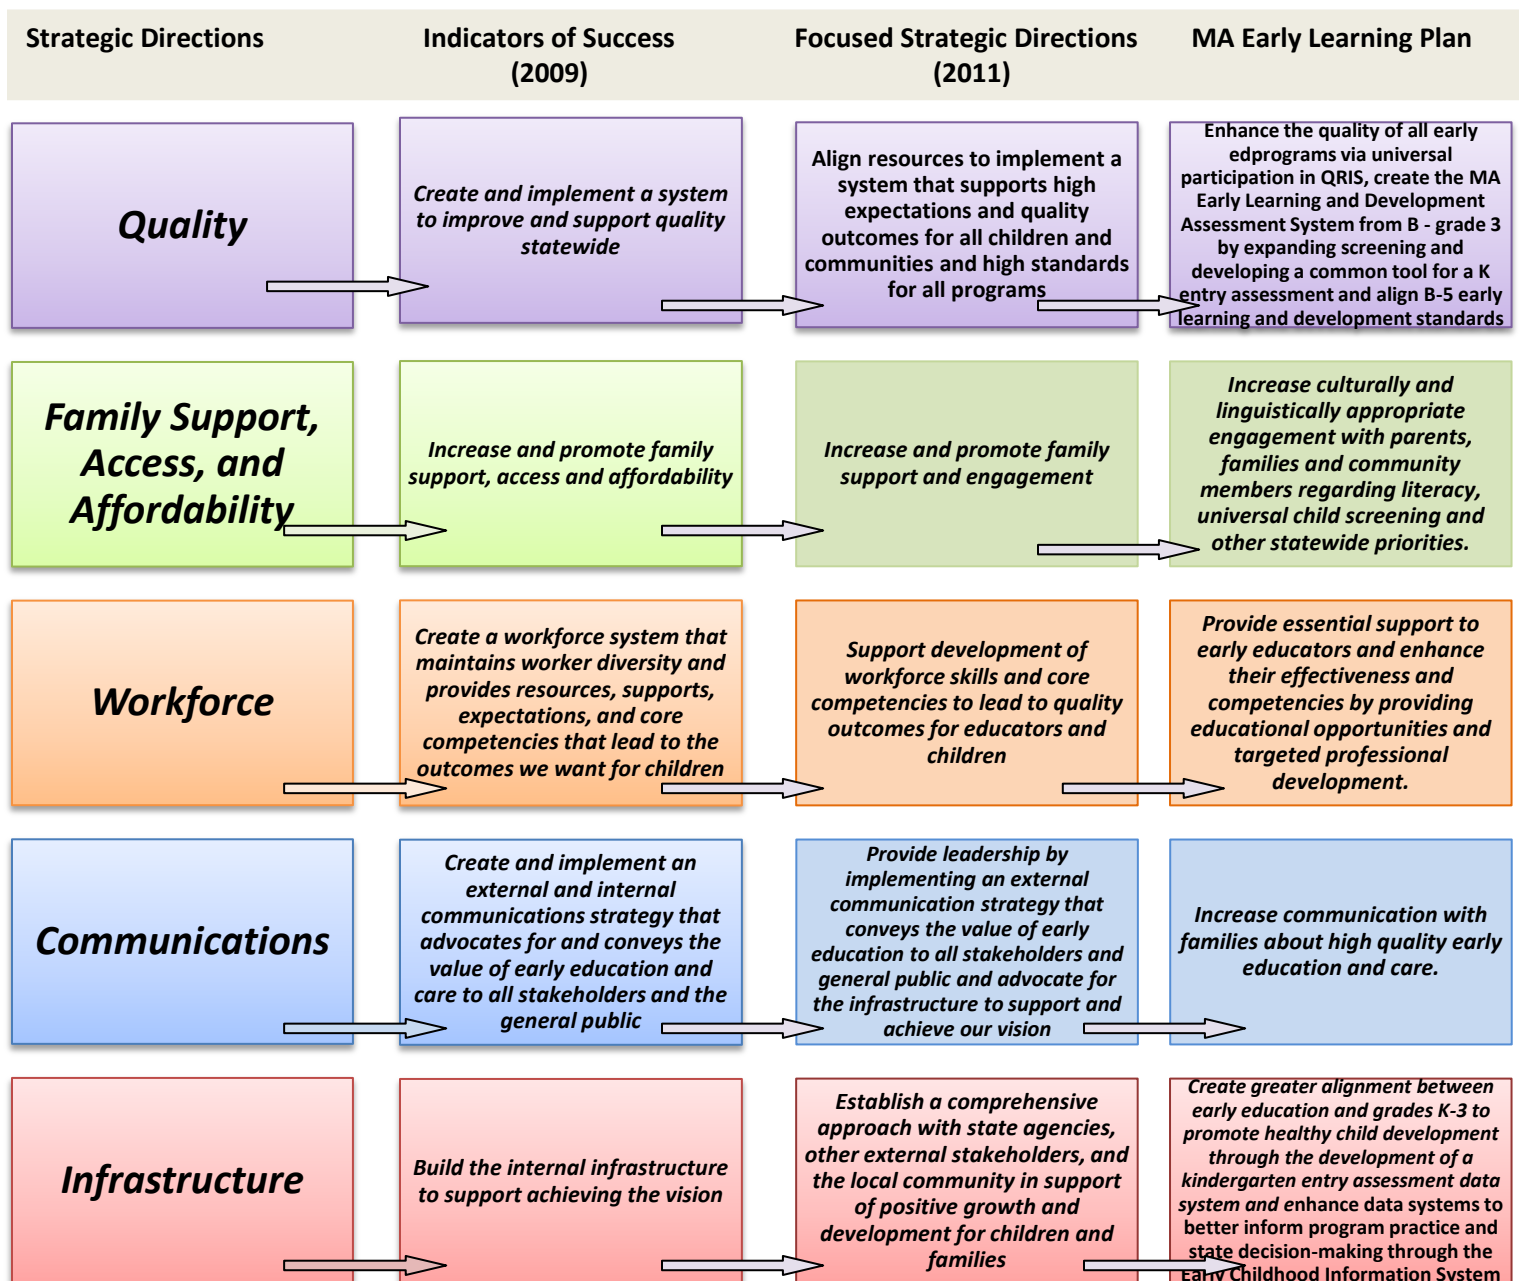 Strategic Directions
Indicators of Success
(2009)
Focused Strategic Directions
(2011)
MA Early Learning Plan
Quality
Create and implement a system
to improve and support quality
statewide
Align resources to implement a
system that supports high
expectations and quality
outcomes for all children and
communities and high standards
for all programs
Enhance the quality of all early
edprograms via universal
participation in QRIS, create the MA
Early Learning and Development
Assessment System from B - grade 3
by expanding screening and
developing a common tool for a K
entry assessment and align B-5 early
learning and development standards
Family Support,
Access, and
Affordability
Increase and promote family
support, access and affordability
Increase and promote family
support and engagement
Increase culturally and
linguistically appropriate
engagement with parents,
families and community
members regarding literacy,
universal child screening and
other statewide priorities.
Workforce
Create a workforce system that
maintains worker diversity and
provides resources, supports,
expectations, and core
competencies that lead to the
outcomes we want for children
Support development of
workforce skills and core
competencies to lead to quality
outcomes for educators and
children
Provide essential support to
early educators and enhance
their effectiveness and
competencies by providing
educational opportunities and
targeted professional
development.
Communications
Create and implement an
external and internal
communications strategy that
advocates for and conveys the
value of early education and
care to all stakeholders and the
general public
Provide leadership by
implementing an external
communication strategy that
conveys the value of early
education to all stakeholders and
general public and advocate for
the infrastructure to support and
achieve our vision
Increase communication with
families about high quality early
education and care.
Infrastructure
Build the internal infrastructure
to support achieving the vision
Establish a comprehensive
approach with state agencies,
other external stakeholders, and
the local community in support
of positive growth and
development for children and
families
Create greater alignment between
early education and grades K-3 to
promote healthy child development
through the development of a
kindergarten entry assessment data
system and enhance data systems to
better inform program practice and
state decision-making through the
Early Childhood Information System